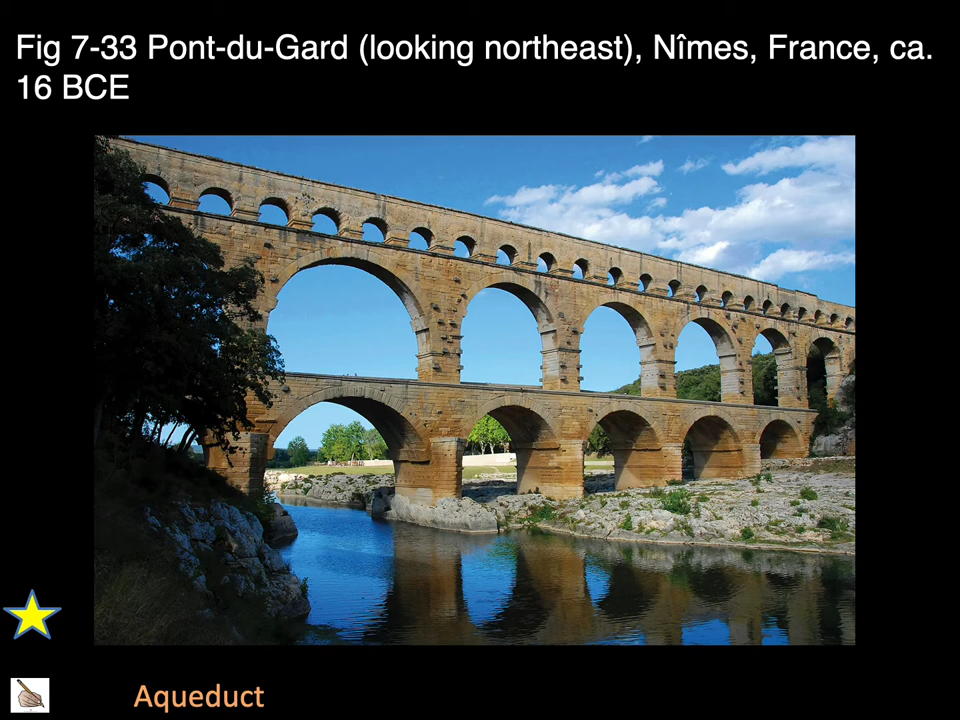 Fig 7-33 Pont-du-Gard (looking northeast), Nîmes, France, ca.
16 BCE
Aqueduct